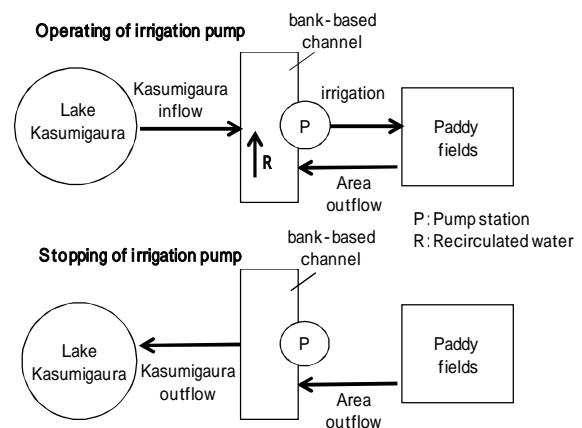 Operating of irrigation pump
bank-based
channel
Lake
Kasumigaura
Kasumigaura
inflow
R
P
irrigation
Area
outflow
Paddy
fields
P: Pump station
R: Recirculated water
Stopping of irrigation pump
bank-based
channel
Lake
Kasumigaura
Kasumigaura
outflow
P
Area
outflow
Paddy
fields